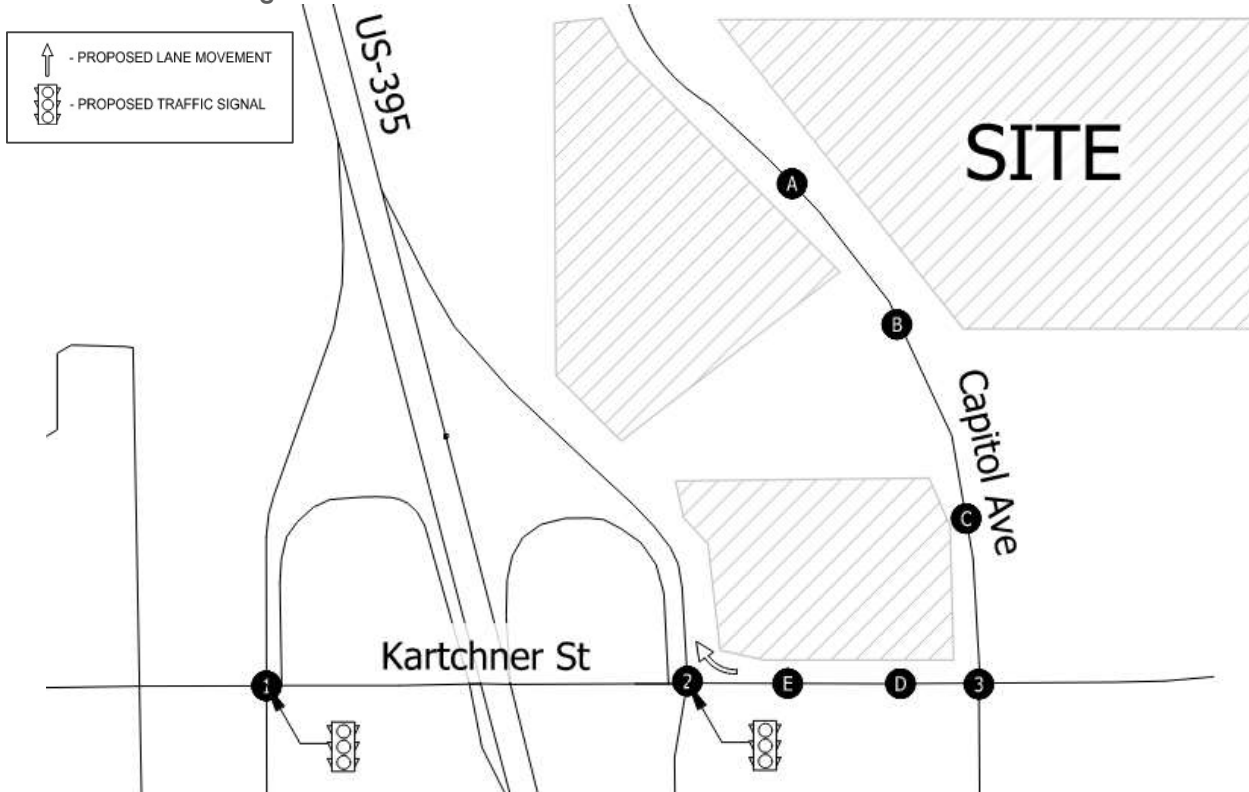 US-395
- PROPOSED LANE MOVEMENT
- PROPOSED TRAFFIC SIGNAL
SITE
A
B
Capitol Ave
C
Kartchner St
1
2
E
D
3